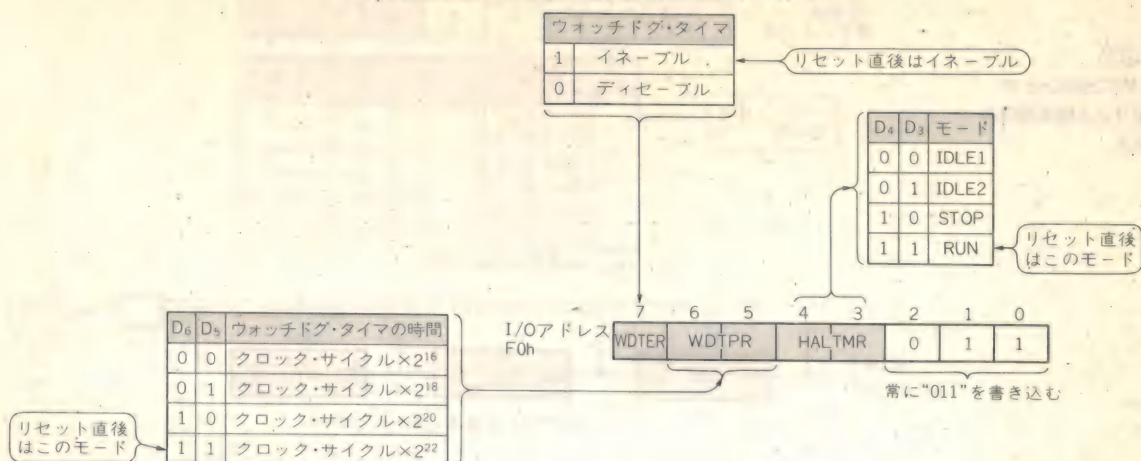 ウォッチドグ・タイマ
1 イネーブル
0 ディセーブル
リセット直後はイネーブル
D4 D3 モード
0 0 IDLE1
0 1 IDLE2
1 0 STOP
1 1 RUN
リセット直後
はこのモード
D6 D5 ウォッチドグ・タイマの時間
0 0 クロック・サイクル×2¹⁶
0 1 クロック・サイクル×2¹⁸
1 0 クロック・サイクル×2²⁰
1 1 クロック・サイクル×2²²
リセット直後
はこのモード
7 6 5 4 3 2 1 0
I/Oアドレス
F0h
WDTER WDTPR HALTMR 0 1 1
常に“011”を書き込む